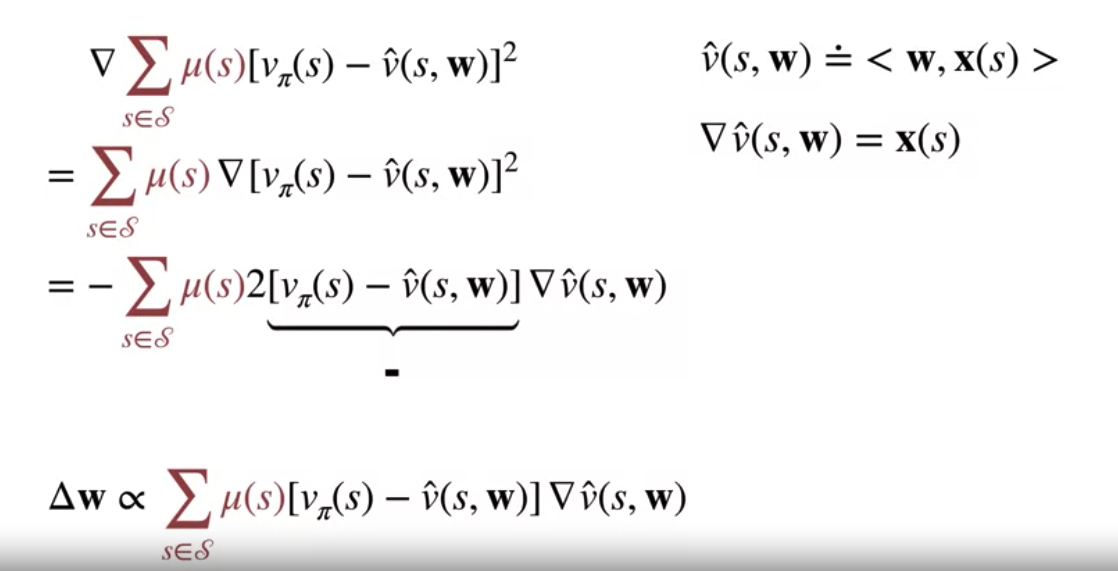 ∇ ∑ μ(s)[v_π(s) − v̂(s, w)]²
s∈𝒮
= ∑ μ(s) ∇[v_π(s) − v̂(s, w)]²
s∈𝒮
= − ∑ μ(s)2[v_π(s) − v̂(s, w)] ∇v̂(s, w)
s∈𝒮
-
Δw ∝ ∑ μ(s)[v_π(s) − v̂(s, w)] ∇v̂(s, w)
s∈𝒮
v̂(s, w) ≐ < w, x(s) >
∇v̂(s, w) = x(s)